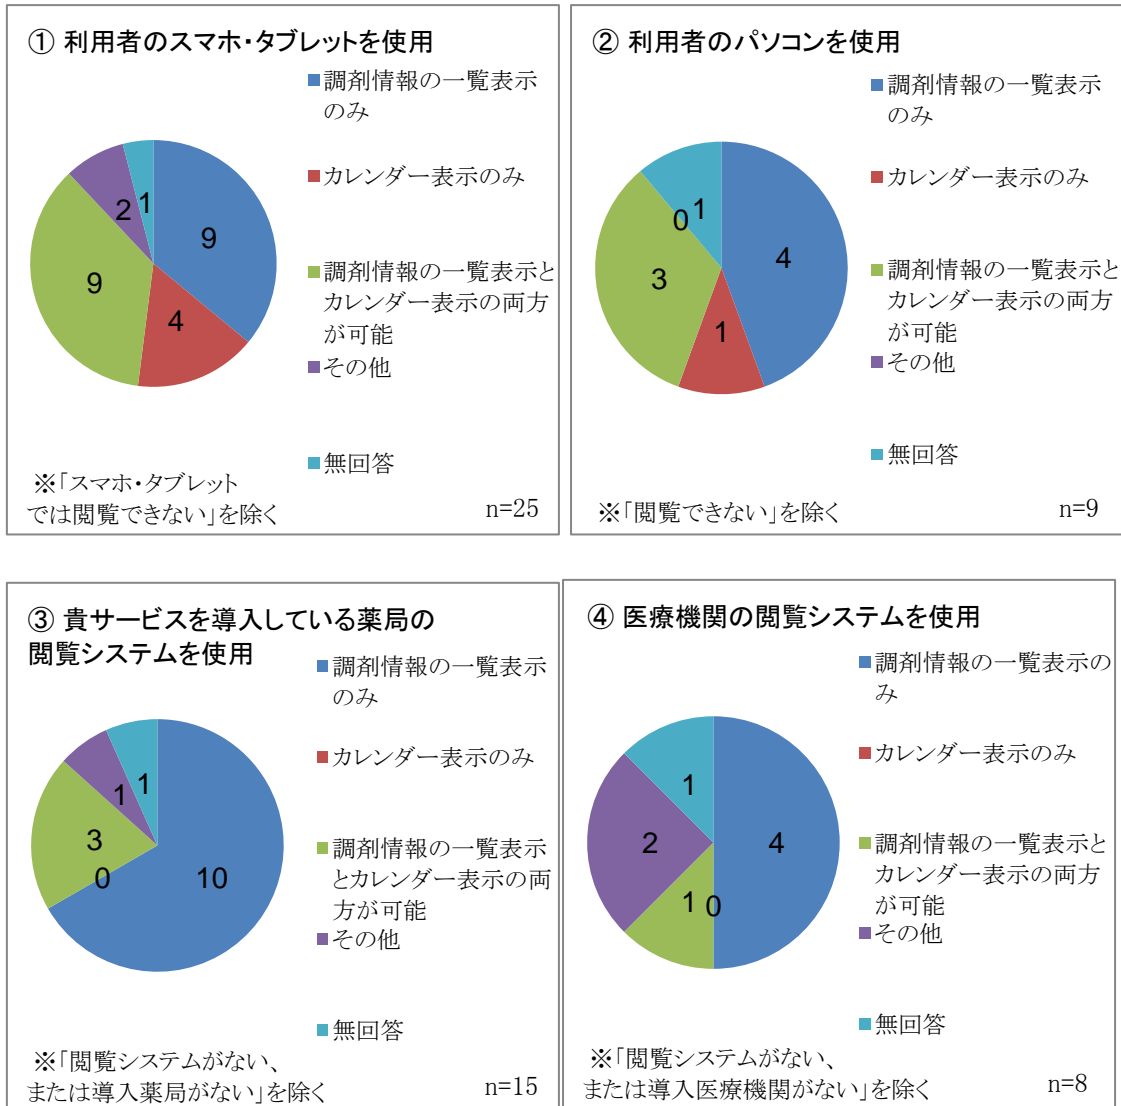 ① 利用者のスマホ・タブレットを使用
■調剤情報の一覧表示
のみ
■カレンダー表示のみ
■調剤情報の一覧表示と
カレンダー表示の両方
が可能
■その他
■無回答
9
4
9
2
1
※「スマホ・タブレット
では閲覧できない」を除く
n=25
② 利用者のパソコンを使用
■調剤情報の一覧表示
のみ
■カレンダー表示のみ
■調剤情報の一覧表示と
カレンダー表示の両方
が可能
■その他
■無回答
4
1
3
0
1
※「閲覧できない」を除く
n=9
③ 貴サービスを導入している薬局の
閲覧システムを使用
■調剤情報の一覧表示
のみ
■カレンダー表示のみ
■調剤情報の一覧表示
とカレンダー表示の両
方が可能
■その他
■無回答
10
0
3
1
1
※「閲覧システムがない、
または導入薬局がない」を除く
n=15
④ 医療機関の閲覧システムを使用
■調剤情報の一覧表示の
み
■カレンダー表示のみ
■調剤情報の一覧表示と
カレンダー表示の両方
が可能
■その他
■無回答
4
0
1
2
1
※「閲覧システムがない、
または導入医療機関がない」を除く
n=8